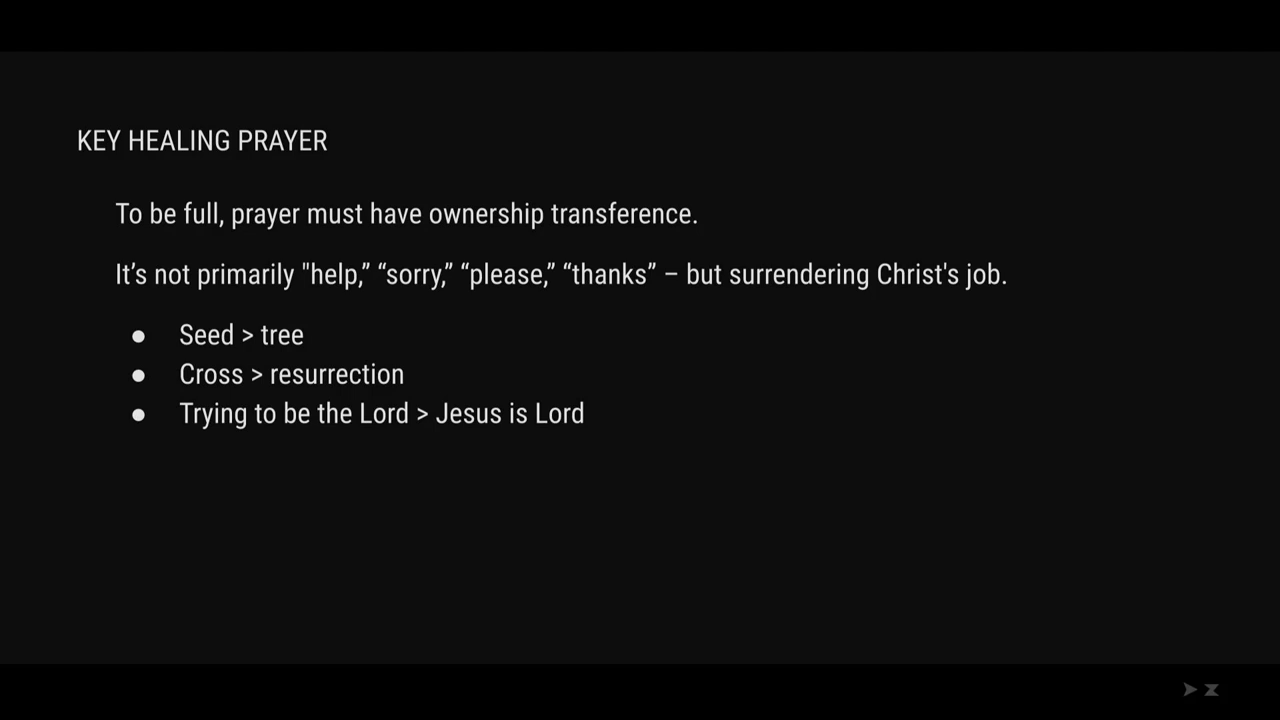 KEY HEALING PRAYER
To be full, prayer must have ownership transference.
It’s not primarily "help,” “sorry,” “please,” “thanks” – but surrendering Christ's job.
● Seed > tree
● Cross > resurrection
● Trying to be the Lord > Jesus is Lord